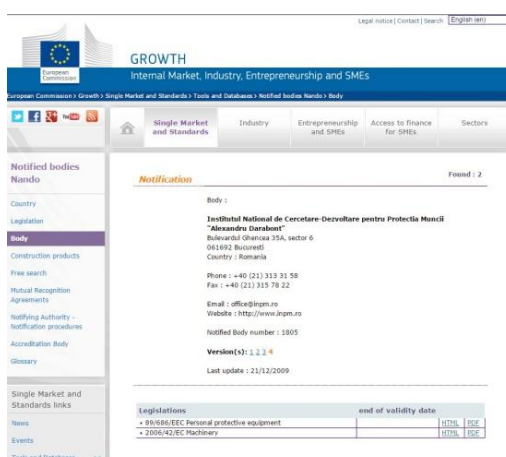 Legal notice | Contact | Search English (en)
European
Commission
GROWTH
Internal Market, Industry, Entrepreneurship and SMEs
European Commission > Growth > Single Market and Standards > Tools and Databases > Notified bodies Nando > Body
Single Market
and Standards
Industry
Entrepreneurship
and SMEs
Access to finance
for SMEs
Sectors
Notified bodies
Nando
Country
Legislation
Body
Construction products
Free search
Mutual Recognition
Agreements
Notifying Authority -
Notification procedures
Accreditation Body
Glossary
Single Market and
Standards links
News
Events
Tools and Databases
Notification
Found : 2
Body :
Institutul National de Cercetare-Dezvoltare pentru Protectia Muncii
"Alexandru Darabont"
Bulevardul Ghencea 35A, sector 6
061692 Bucuresti
Country : Romania
Phone : +40 (21) 313 31 58
Fax : +40 (21) 315 78 22
Email : office@inpm.ro
Website : http://www.inpm.ro
Notified Body number : 1805
Version(s): 1 2 3 4
Last update : 21/12/2009
Legislations end of validity date
89/686/EEC Personal protective equipment HTML PDF
2006/42/EC Machinery HTML PDF